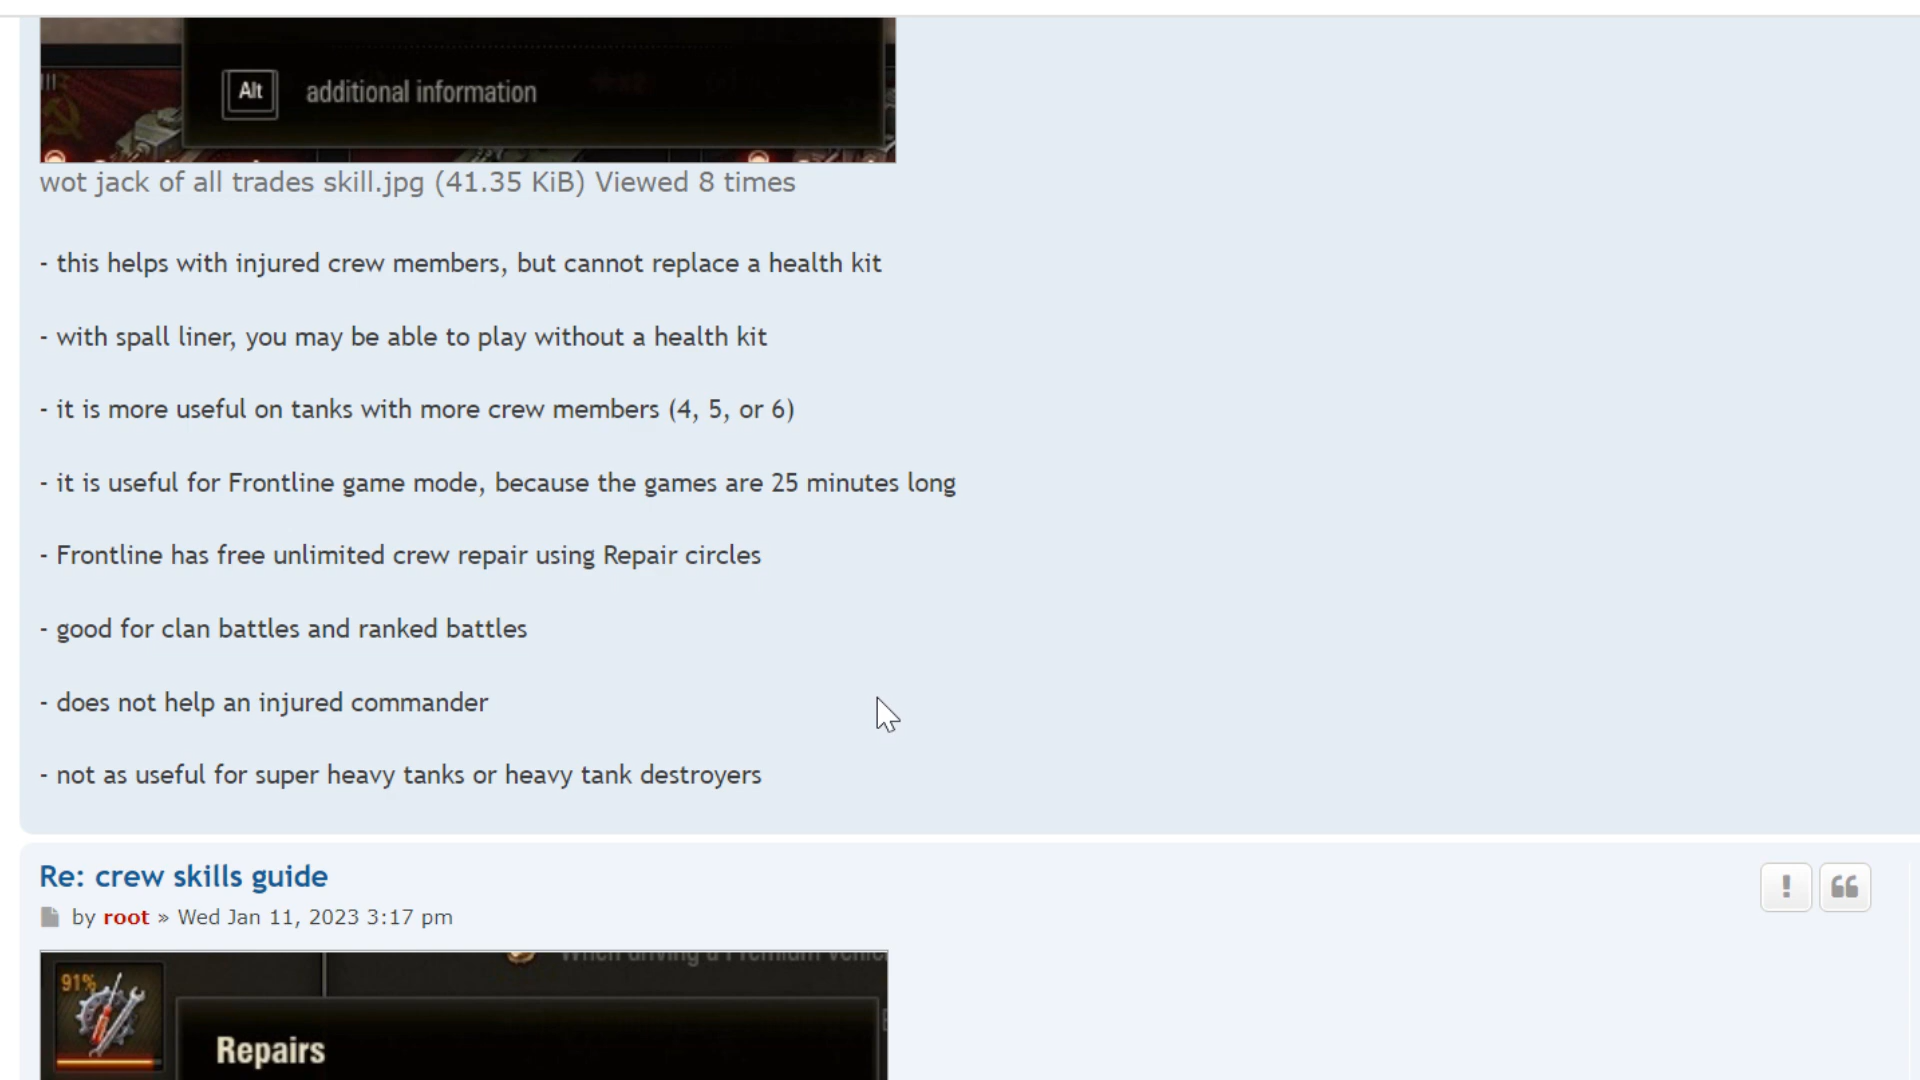 Alt additional information
wot jack of all trades skill.jpg (41.35 KiB) Viewed 8 times
- this helps with injured crew members, but cannot replace a health kit
- with spall liner, you may be able to play without a health kit
- it is more useful on tanks with more crew members (4, 5, or 6)
- it is useful for Frontline game mode, because the games are 25 minutes long
- Frontline has free unlimited crew repair using Repair circles
- good for clan battles and ranked battles
- does not help an injured commander
- not as useful for super heavy tanks or heavy tank destroyers
Re: crew skills guide
by root » Wed Jan 11, 2023 3:17 pm
When driving a Premium
91%
Repairs